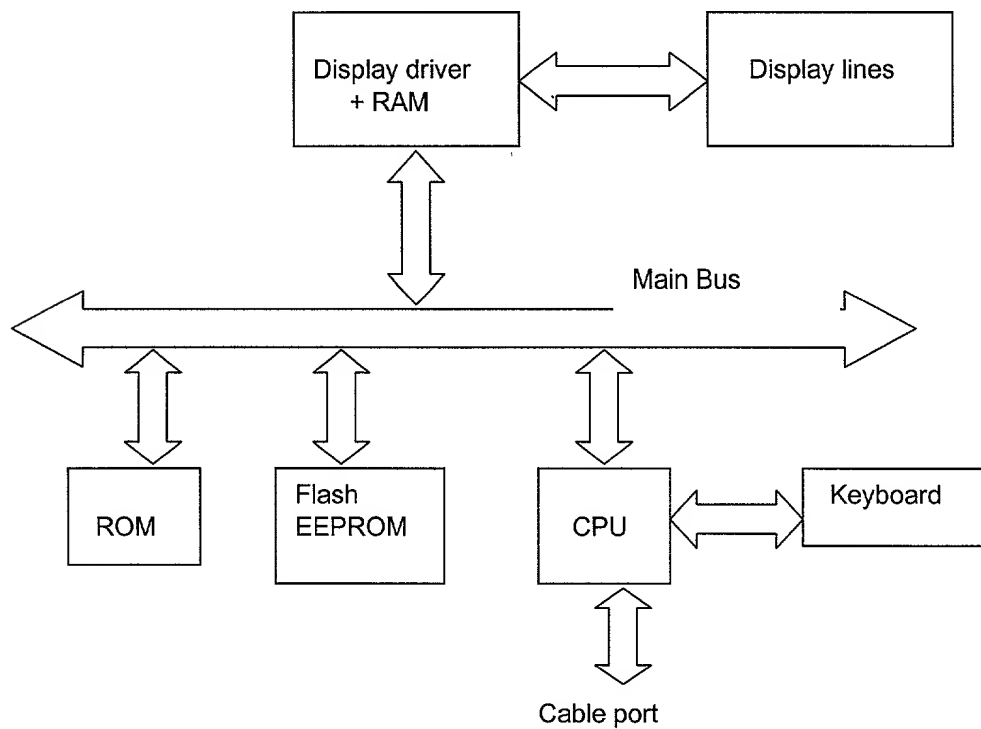 Display driver
+ RAM
Display lines
Main Bus
ROM
Flash
EEPROM
CPU
Keyboard
Cable port